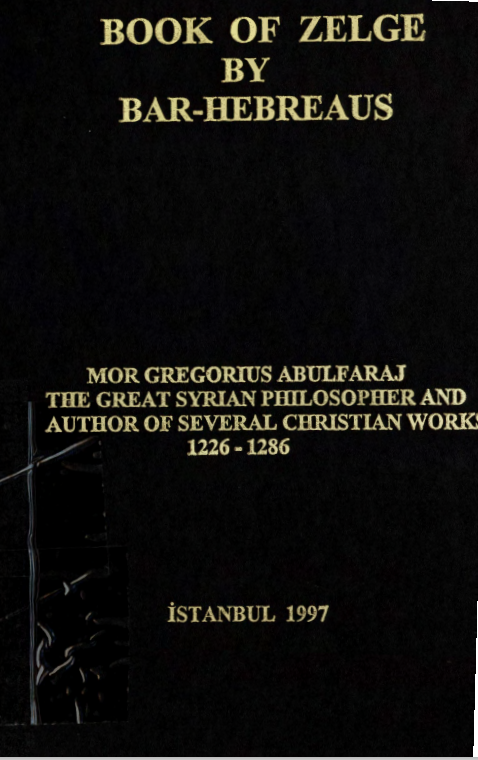 BOOK OF ZELGE
BY
BAR-HEBREAUS
MOR GREGORIUS ABULFARAJ
THE GREAT SYRIAN PHILOSOPHER AND
AUTHOR OF SEVERAL CHRISTIAN WORKS
1226 - 1286
İSTANBUL 1997